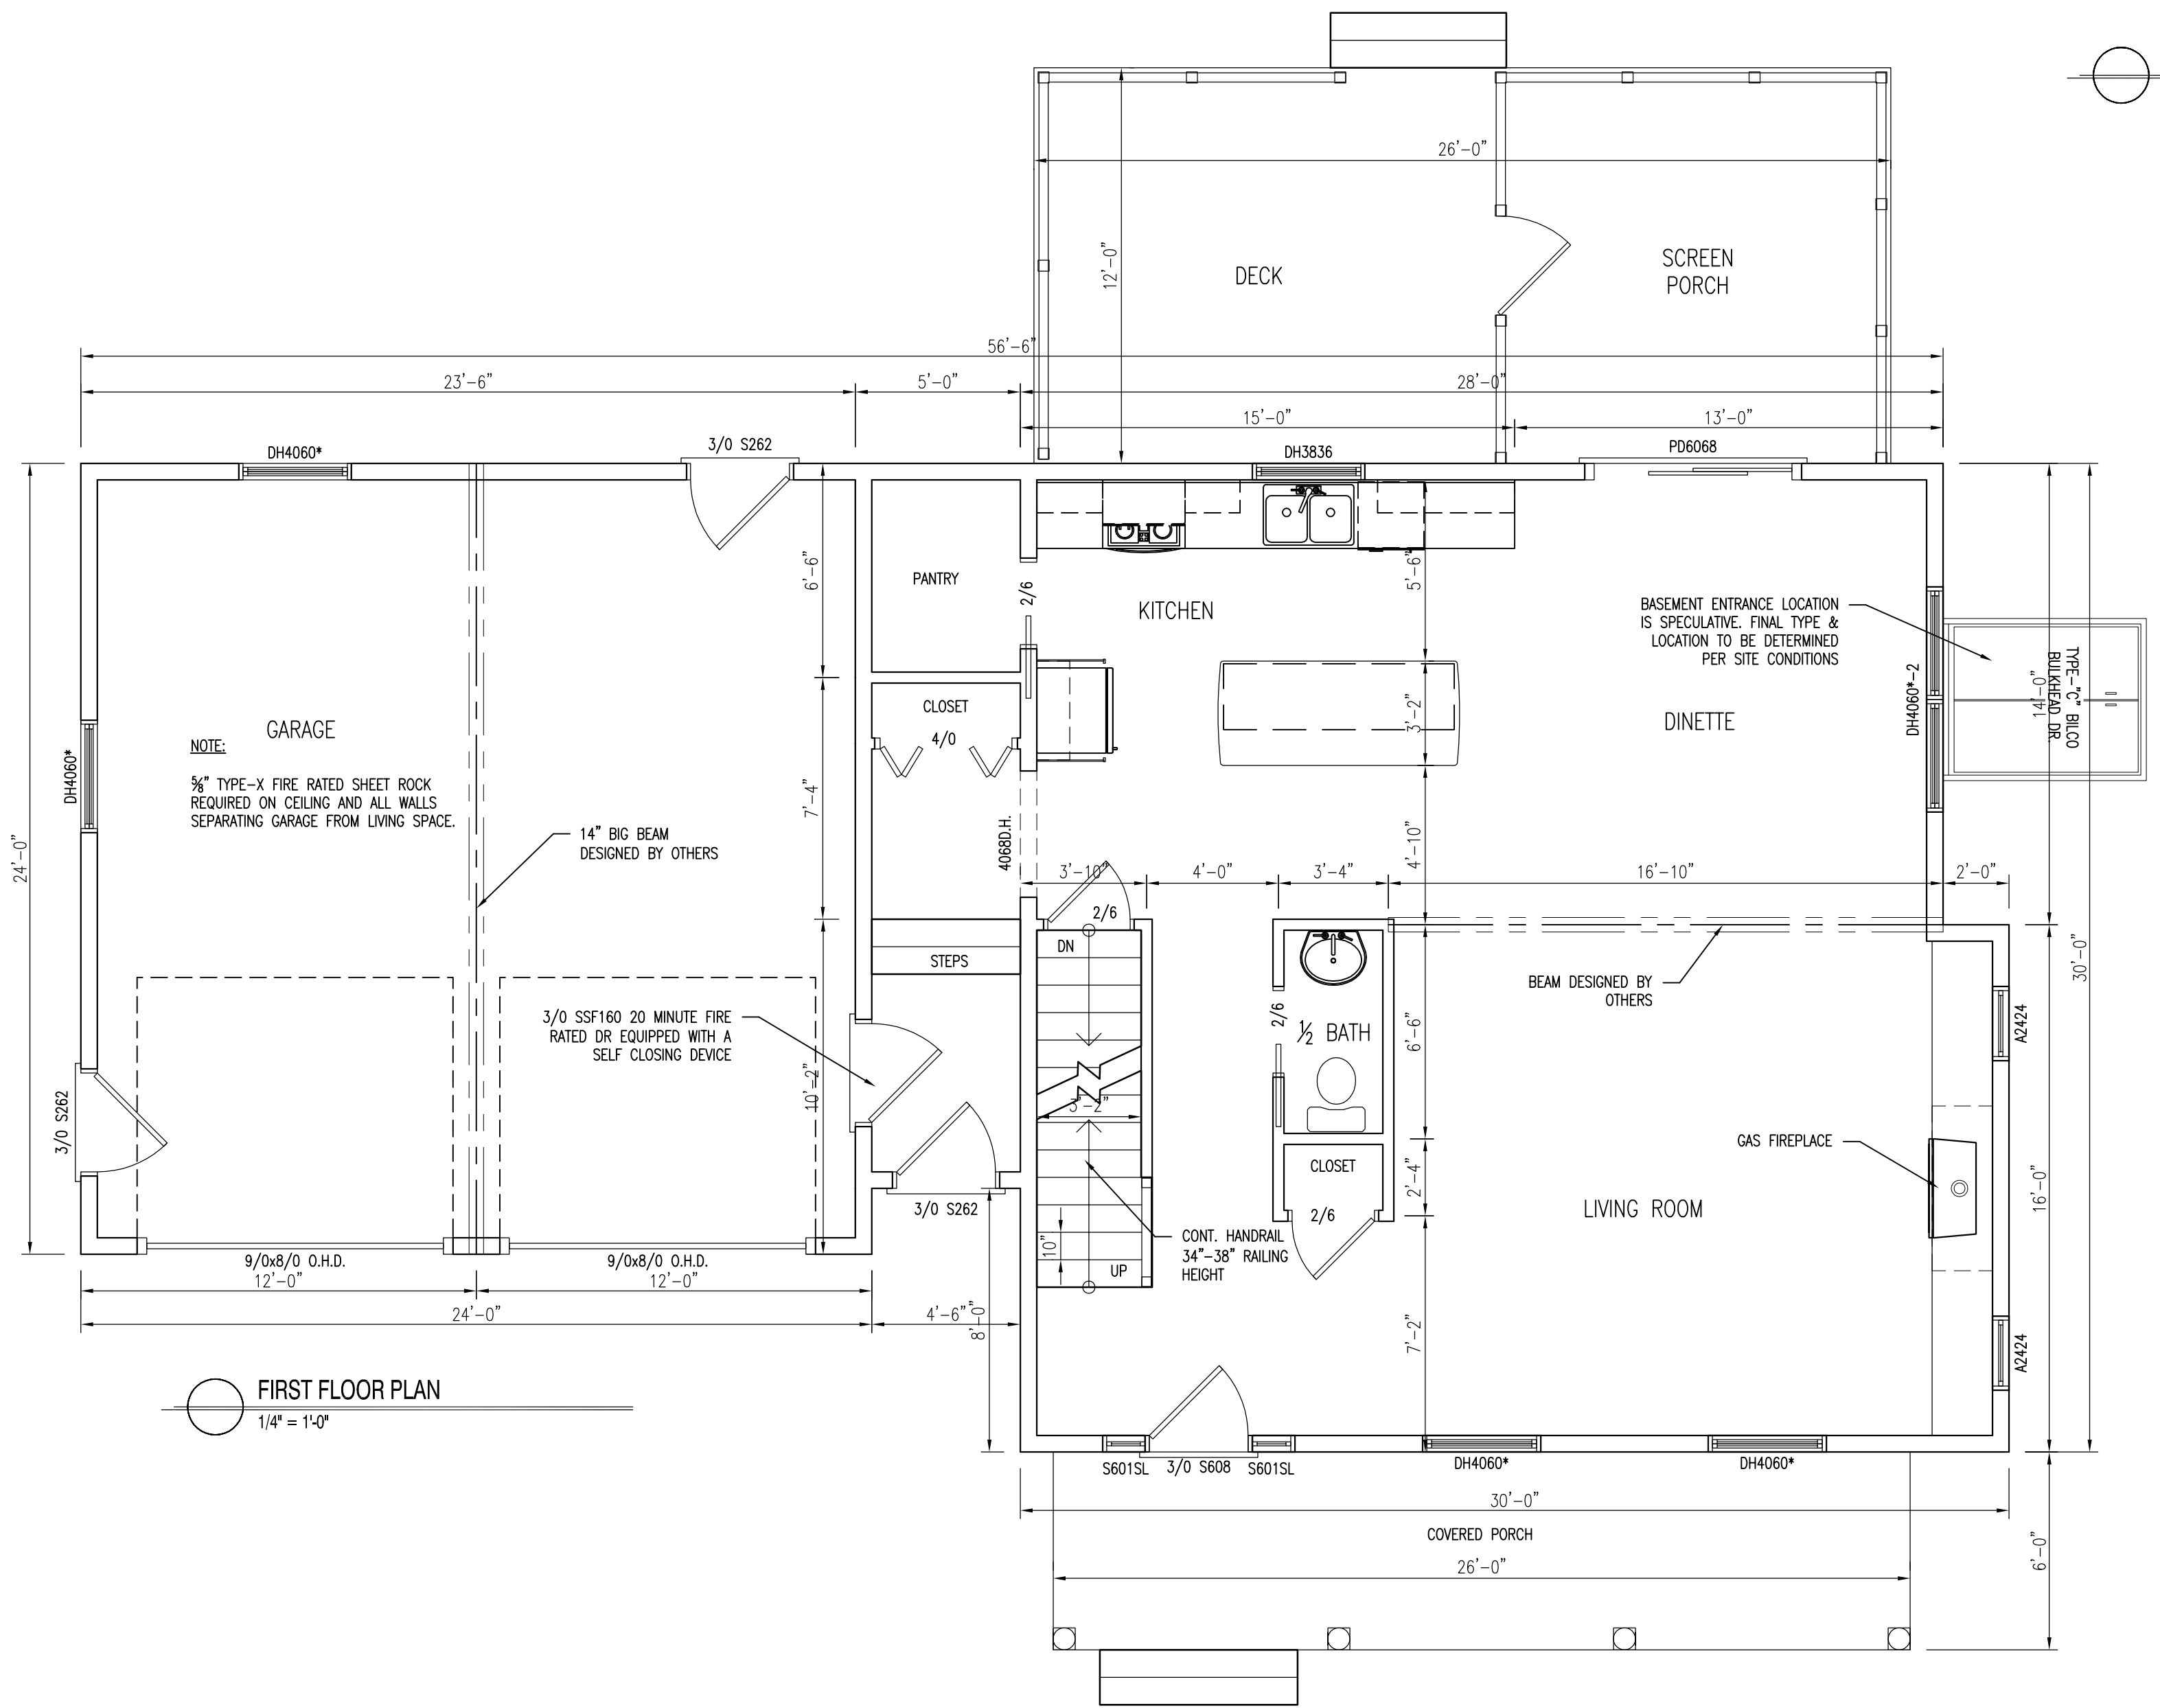 26'-0"
12'-0"
DECK
SCREEN
PORCH
56'-6"
23'-6"
5'-0"
28'-0"
15'-0"
13'-0"
DH4060*
3/0 S262
DH3836
PD6068
6'-6"
PANTRY
2/6
KITCHEN
5'-6"
BASEMENT ENTRANCE LOCATION
IS SPECULATIVE. FINAL TYPE &
LOCATION TO BE DETERMINED
PER SITE CONDITIONS
TYPE-"C" BILCO
BULKHEAD DR.
14'-0"
DH4060*-2
CLOSET
4/0
3'-2"
DINETTE
GARAGE
NOTE:
⅝" TYPE-X FIRE RATED SHEET ROCK
REQUIRED ON CEILING AND ALL WALLS
SEPARATING GARAGE FROM LIVING SPACE.
DH4060*
24'-0"
7'-4"
14" BIG BEAM
DESIGNED BY OTHERS
4068D.H.
4'-10"
3'-10"
4'-0"
3'-4"
16'-10"
2'-0"
2/6
DN
STEPS
30'-0"
BEAM DESIGNED BY
OTHERS
3/0 SSF160 20 MINUTE FIRE
RATED DR EQUIPPED WITH A
SELF CLOSING DEVICE
2/6
½ BATH
6'-6"
A2424
10'-2"
3'-2"
3/0 S262
GAS FIREPLACE
CLOSET
2'-4"
2/6
16'-0"
3/0 S262
LIVING ROOM
CONT. HANDRAIL
34"-38" RAILING
HEIGHT
10"
UP
9/0x8/0 O.H.D.
9/0x8/0 O.H.D.
12'-0"
12'-0"
24'-0"
4'-6"
8'-0"
7'-2"
A2424
FIRST FLOOR PLAN
1/4" = 1'-0"
S601SL
3/0 S608
S601SL
DH4060*
DH4060*
30'-0"
COVERED PORCH
26'-0"
6'-0"